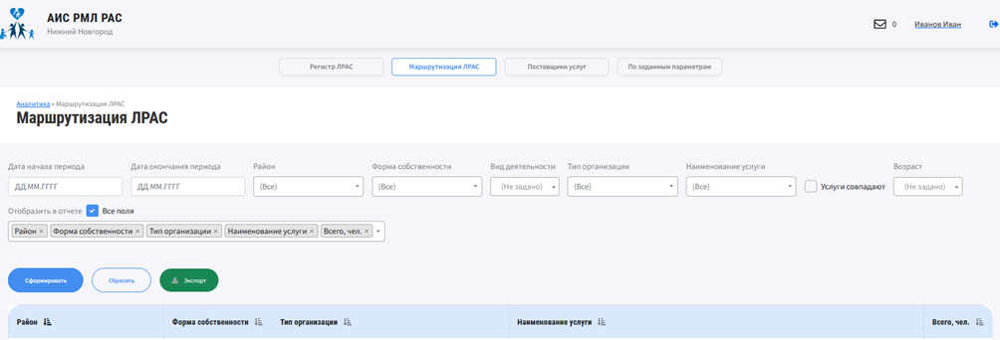 АИС РМЛ РАС
Нижний Новгород
0 Иванов Иван
Регистр ЛРАС Маршрутизация ЛРАС Поставщики услуг По заданным параметрам
Аналитика » Маршрутизация ЛРАС
Маршрутизация ЛРАС
Дата начала периода Дата окончания периода Район Форма собственности Вид деятельности Тип организации Наименование услуги Возраст
ДД.ММ.ГГГГ ДД.ММ.ГГГГ (Все) (Все) (Не задано) (Все) (Все) Услуги совпадают (Не задано)
Отобразить в отчете Все поля
Район × Форма собственности × Тип организации × Наименование услуги × Всего, чел. ×
Сформировать Сбросить Экспорт
Район Форма собственности Тип организации Наименование услуги Всего, чел.